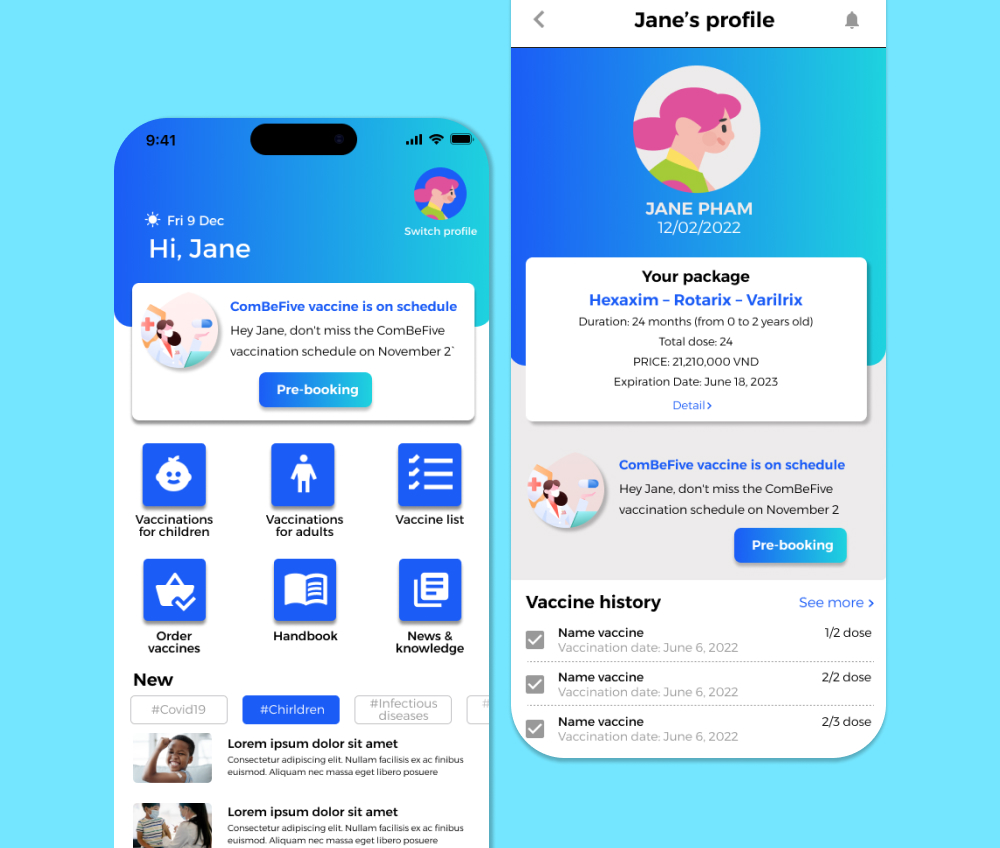 9:41
Fri 9 Dec
Hi, Jane
Switch profile
ComBeFive vaccine is on schedule
Hey Jane, don't miss the ComBeFive
vaccination schedule on November 2`
Pre-booking
Vaccinations
for children
Vaccinations
for adults
Vaccine list
Order
vaccines
Handbook
News &
knowledge
New
#Covid19
#Chirldren
#Infectious
diseases
#
Lorem ipsum dolor sit amet
Consectetur adipiscing elit. Nullam facilisis ex ac finibus
euismod. Aliquam nec massa eget libero posuere
Lorem ipsum dolor sit amet
Consectetur adipiscing elit. Nullam facilisis ex ac finibus
euismod. Aliquam nec massa eget libero posuere
Jane's profile
JANE PHAM
12/02/2022
Your package
Hexaxim – Rotarix – Varilrix
Duration: 24 months (from 0 to 2 years old)
Total dose: 24
PRICE: 21,210,000 VND
Expiration Date: June 18, 2023
Detail>
ComBeFive vaccine is on schedule
Hey Jane, don't miss the ComBeFive
vaccination schedule on November 2
Pre-booking
Vaccine history
See more >
Name vaccine
1/2 dose
Vaccination date: June 6, 2022
Name vaccine
2/2 dose
Vaccination date: June 6, 2022
Name vaccine
2/3 dose
Vaccination date: June 6, 2022